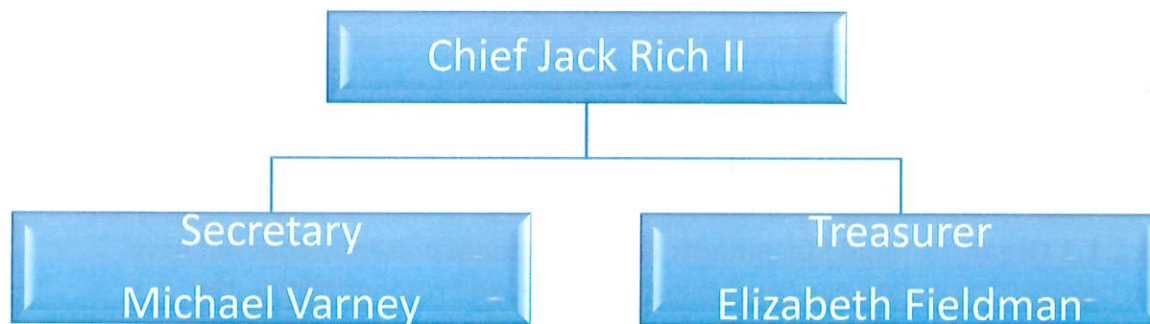 Chief Jack Rich II
Secretary
Michael Varney
Treasurer
Elizabeth Fieldman